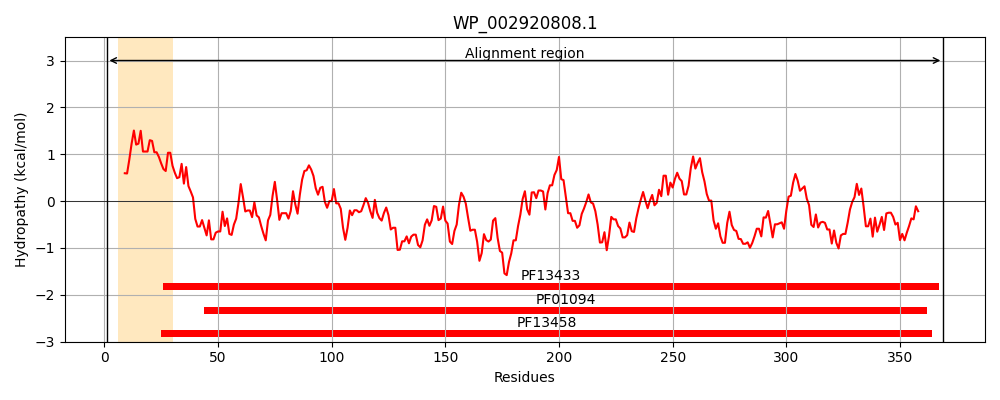 WP_002920808.1
Alignment region
Hydropathy (kcal/mol)
3
2
1
0
−1
−2
−3
PF13433
PF01094
PF13458
0 50 100 150 200 250 300 350
Residues